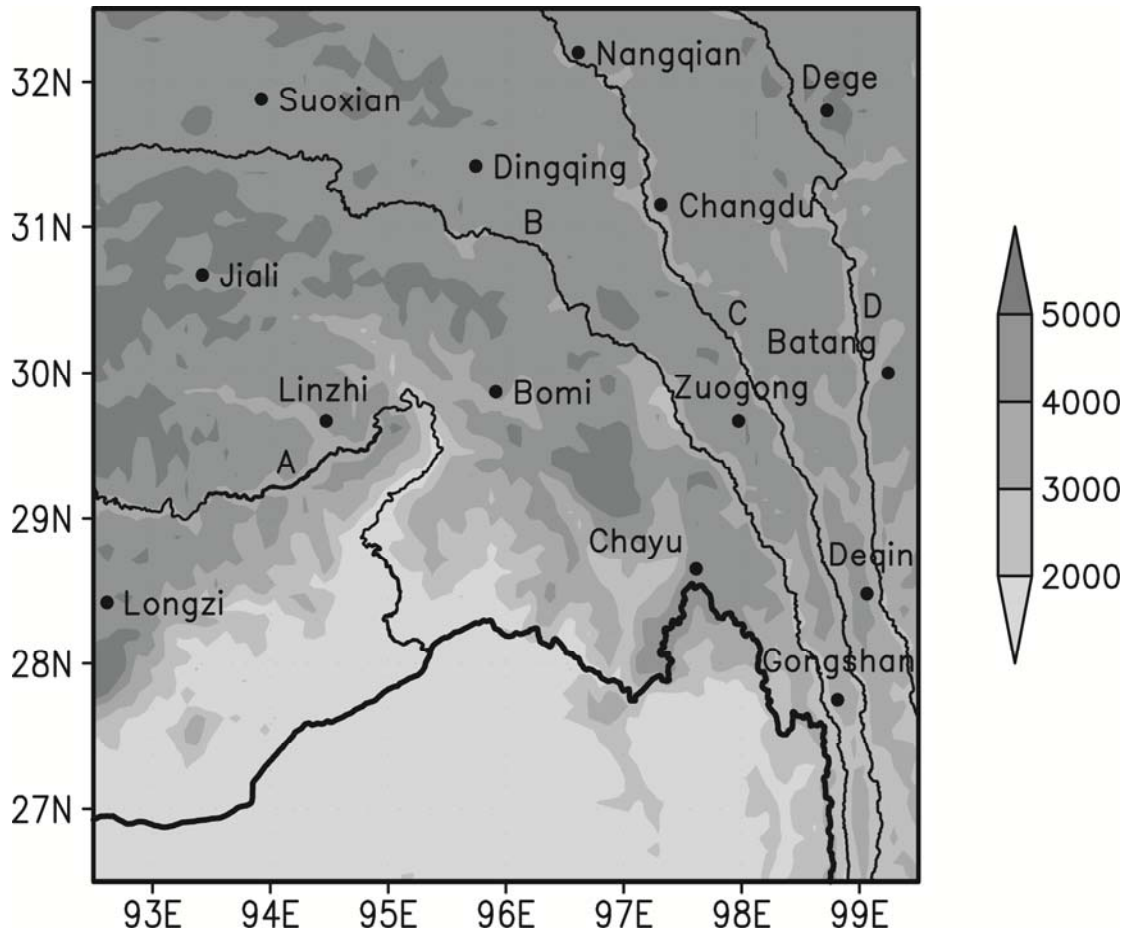 32N
31N
30N
29N
28N
27N
93E
94E
95E
96E
97E
98E
99E
Nangqian
Dege
Suoxian
Dingqing
Changdu
B
Jiali
C
D
Batang
Linzhi
Bomi
Zuogong
A
Chayu
Deqin
Longzi
Gongshan
5000
4000
3000
2000